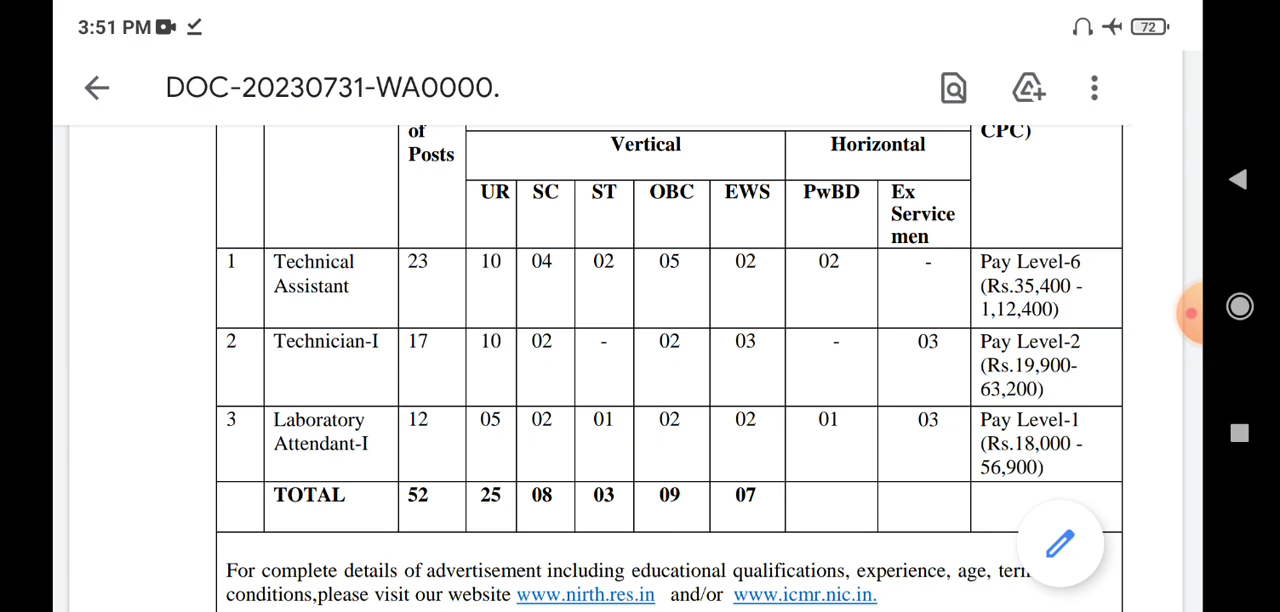 3:51 PM
72
DOC-20230731-WA0000.
of
Posts
Vertical
Horizontal
CPC)
UR SC ST OBC EWS PwBD Ex
Service
men
1 Technical 23 10 04 02 05 02 02 - Pay Level-6
Assistant (Rs.35,400 -
1,12,400)
2 Technician-I 17 10 02 - 02 03 - 03 Pay Level-2
(Rs.19,900-
63,200)
3 Laboratory 12 05 02 01 02 02 01 03 Pay Level-1
Attendant-I (Rs.18,000 -
56,900)
TOTAL 52 25 08 03 09 07
For complete details of advertisement including educational qualifications, experience, age,
conditions,please visit our website www.nirth.res.in and/or www.icmr.nic.in.